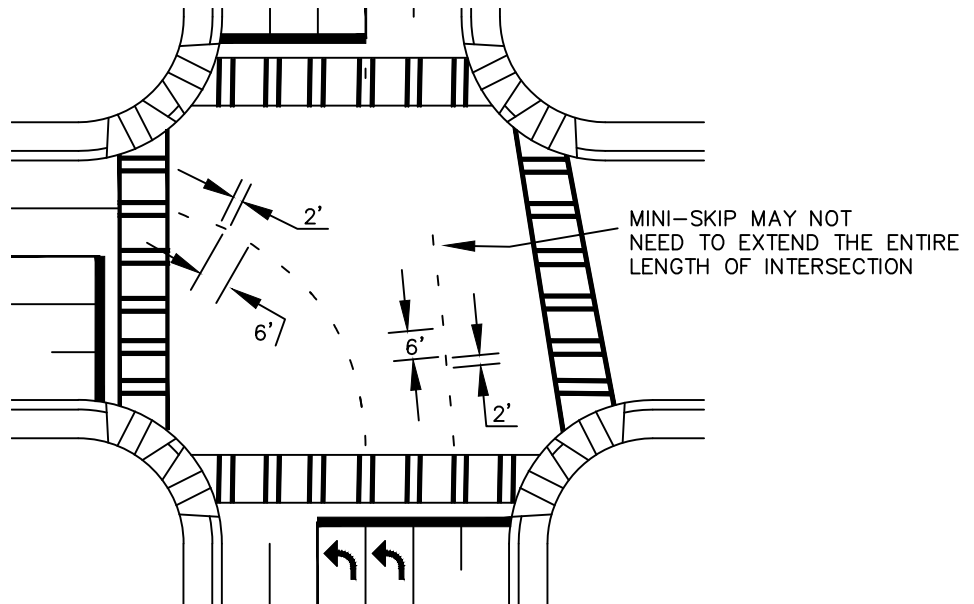 2'
6'
6'
2'
MINI-SKIP MAY NOT
NEED TO EXTEND THE ENTIRE
LENGTH OF INTERSECTION